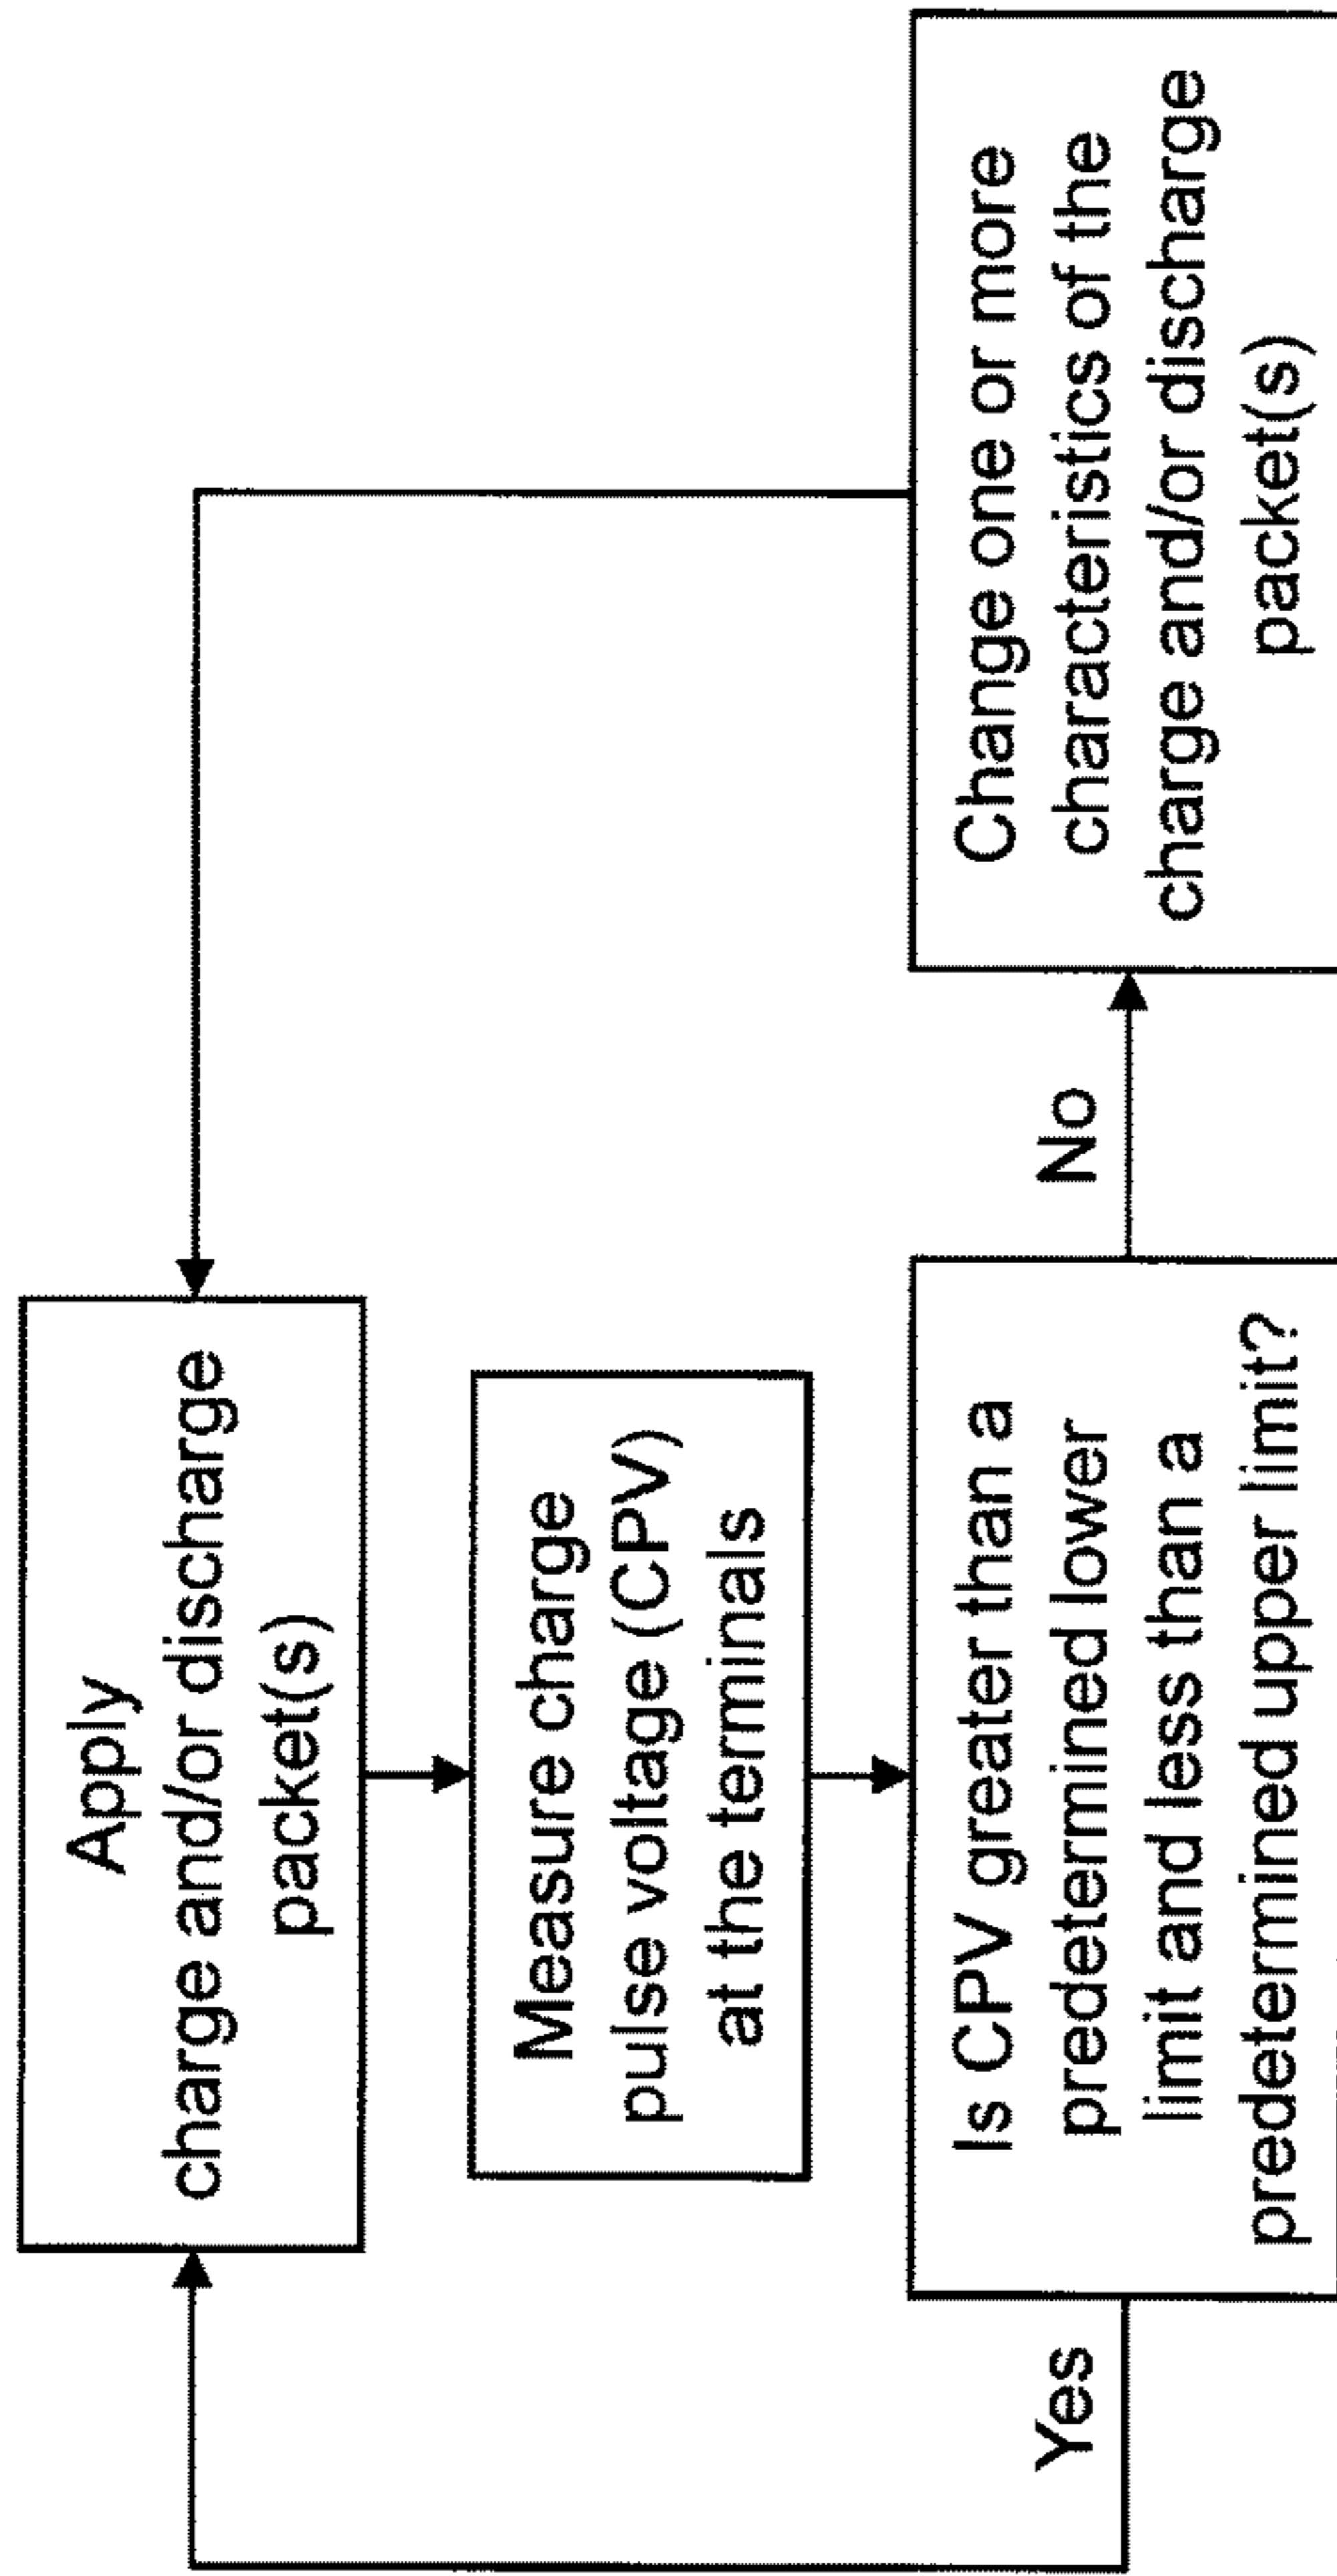 Apply
charge and/or discharge
packet(s)
Measure charge
pulse voltage (CPV)
at the terminals
Is CPV greater than a
predetermined lower
limit and less than a
predetermined upper limit?
Yes
No
Change one or more
characteristics of the
charge and/or discharge
packet(s)